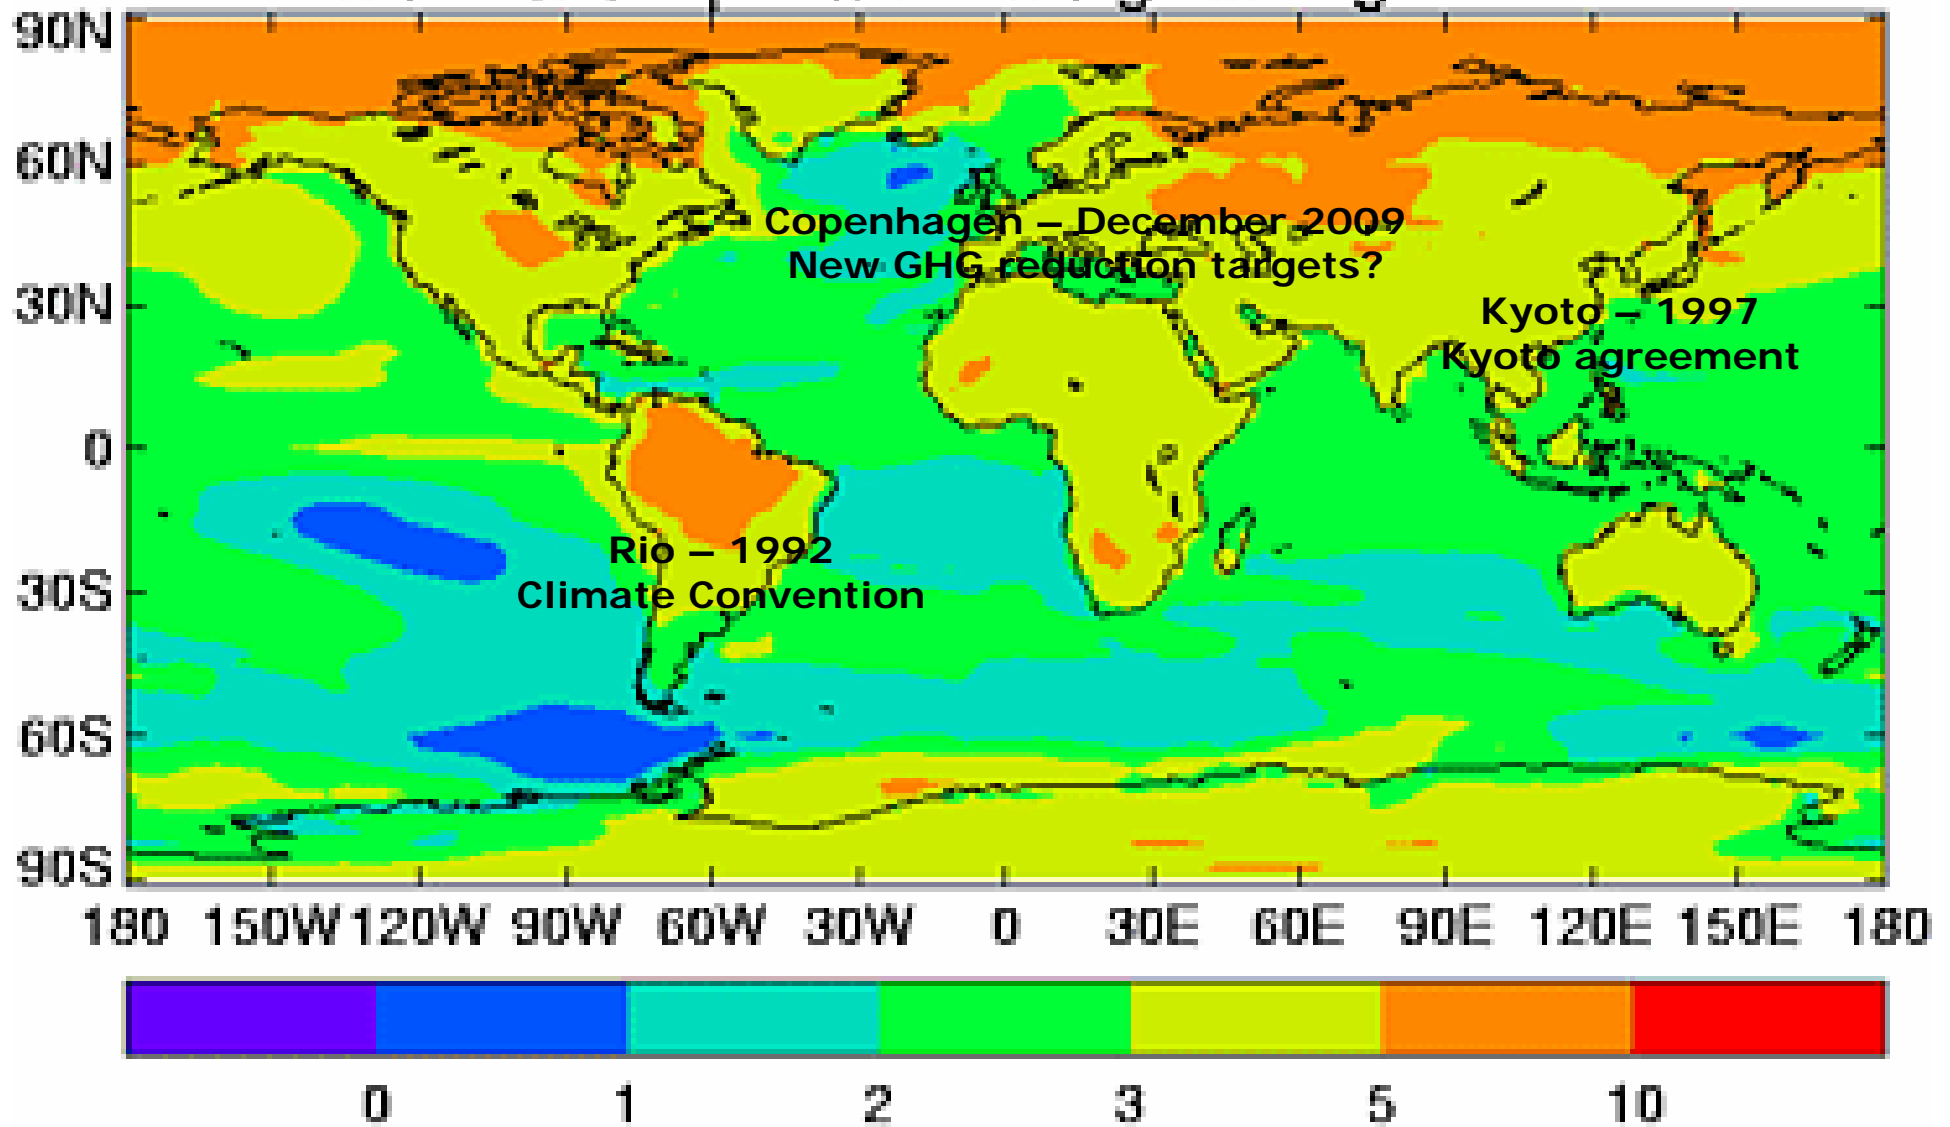 90N
60N
30N
0
30S
60S
90S
Copenhagen – December 2009
New GHG reduction targets?
Kyoto – 1997
Kyoto agreement
Rio – 1992
Climate Convention
180 150W 120W 90W 60W 30W 0 30E 60E 90E 120E 150E 180
0 1 2 3 5 10